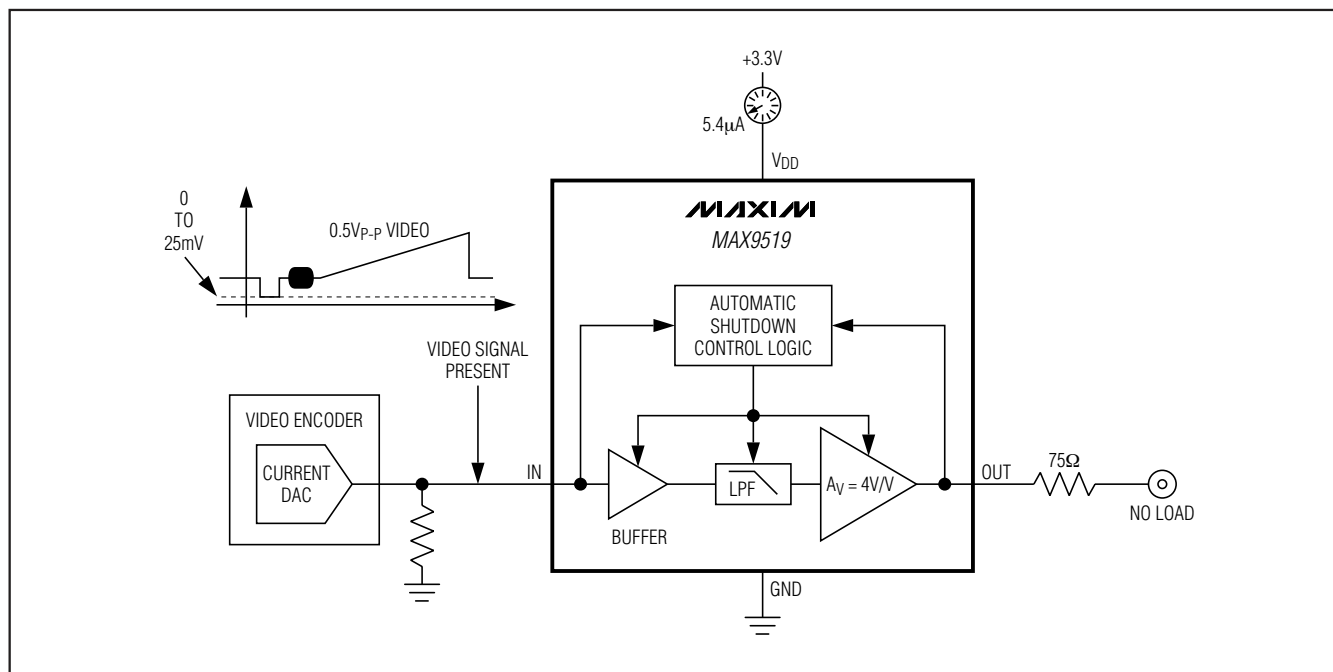 +3.3V
5.4µA
VDD
0
TO
25mV
0.5VP-P VIDEO
MAXIM
MAX9519
AUTOMATIC
SHUTDOWN
CONTROL LOGIC
VIDEO SIGNAL
PRESENT
VIDEO ENCODER
CURRENT
DAC
IN
BUFFER
LPF
AV = 4V/V
OUT
75Ω
NO LOAD
GND